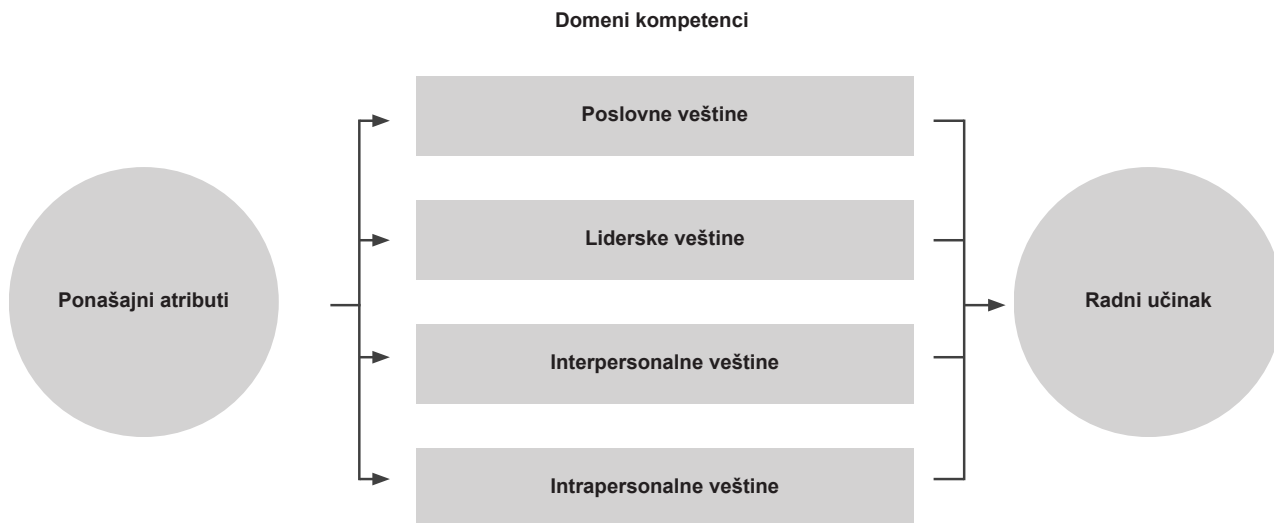 Domeni kompetenci
Poslovne veštine
Liderske veštine
Ponašajni atributi
Radni učinak
Interpersonalne veštine
Intrapersonalne veštine